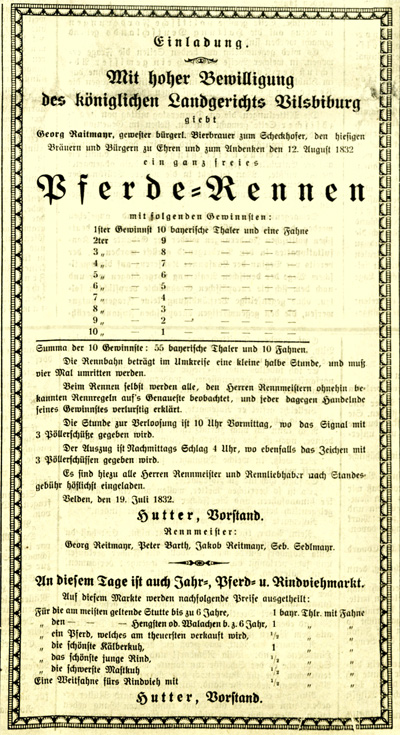 Einladung.
Mit hoher Bewilligung
des königlichen Landgerichts Vilsbiburg
giebt
Georg Raitmayr, gewester bürgerl. Bierbrauer zum Scheckhofer, den hiesigen
Bräuern und Bürgern zu Ehren und zum Andenken den 12. August 1832
ein ganz freies
Pferde-Rennen
mit folgenden Gewinnsten:
1ster Gewinnst 10 bayerische Thaler und eine Fahne
2ter — 9 — — — —
3 „ — 8 — — — —
4 „ — 7 — — — —
5 „ — 6 — — — —
6 „ — 5 — — — —
7 „ — 4 — — — —
8 „ — 3 — — — —
9 „ — 2 — — — —
10 „ — 1 — — — —
Summa der 10 Gewinnste: 55 bayerische Thaler und 10 Fahnen.
Die Rennbahn beträgt im Umkreise eine kleine halbe Stunde, und muß
vier Mal umritten werden.
Beim Rennen selbst werden alle, den Herren Rennmeistern ohnehin be-
kannten Rennregeln auf's Genaueste beobachtet, und jeder dagegen Handelnde
seines Gewinnstes verlurstig erklärt.
Die Stunde zur Verloosung ist 10 Uhr Vormittag, wo das Signal mit
3 Pöllerschüße gegeben wird.
Der Auszug ist Nachmittags Schlag 4 Uhr, wo ebenfalls das Zeichen mit
3 Pöllerschüssen gegeben wird.
Es sind hiezu alle Herren Rennmeister und Rennliebhaber nach Standes-
gebühr höflichst eingeladen.
Velden, den 19. Juli 1832.
Hutter, Vorstand.
Rennmeister:
Georg Reitmayr, Peter Barth, Jakob Reitmayr, Seb. Sedlmayr.
An diesem Tage ist auch Jahr-, Pferd- u. Rindviehmarkt.
Auf diesem Markte werden nachfolgende Preise ausgetheilt:
Für die am meisten geltende Stutte bis zu 6 Jahre, 1 bayr. Thlr. mit Fahne
„ den — — — Hengsten od. Walachen b. z. 6 Jahr, 1 „ „
„ ein Pferd, welches am theuersten verkauft wird, 1/2 „ „
„ die schönste Kälberkuh, 1 „ „
„ das schönste junge Rind, 1/2 „ „
„ die schwerste Mastkuh 1/2 „ „
Eine Weitfahne fürs Rindvieh mit 1/2 „ „
Hutter, Vorstand.